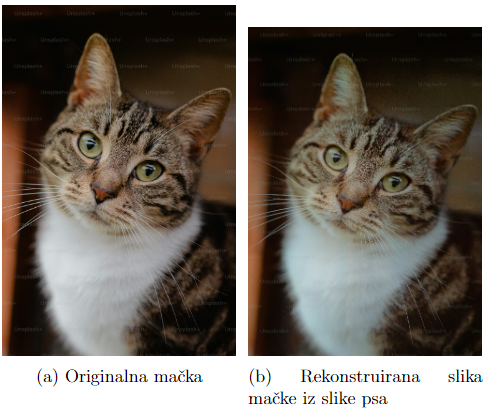 (a) Originalna mačka
(b) Rekonstruirana slika
mačke iz slike psa